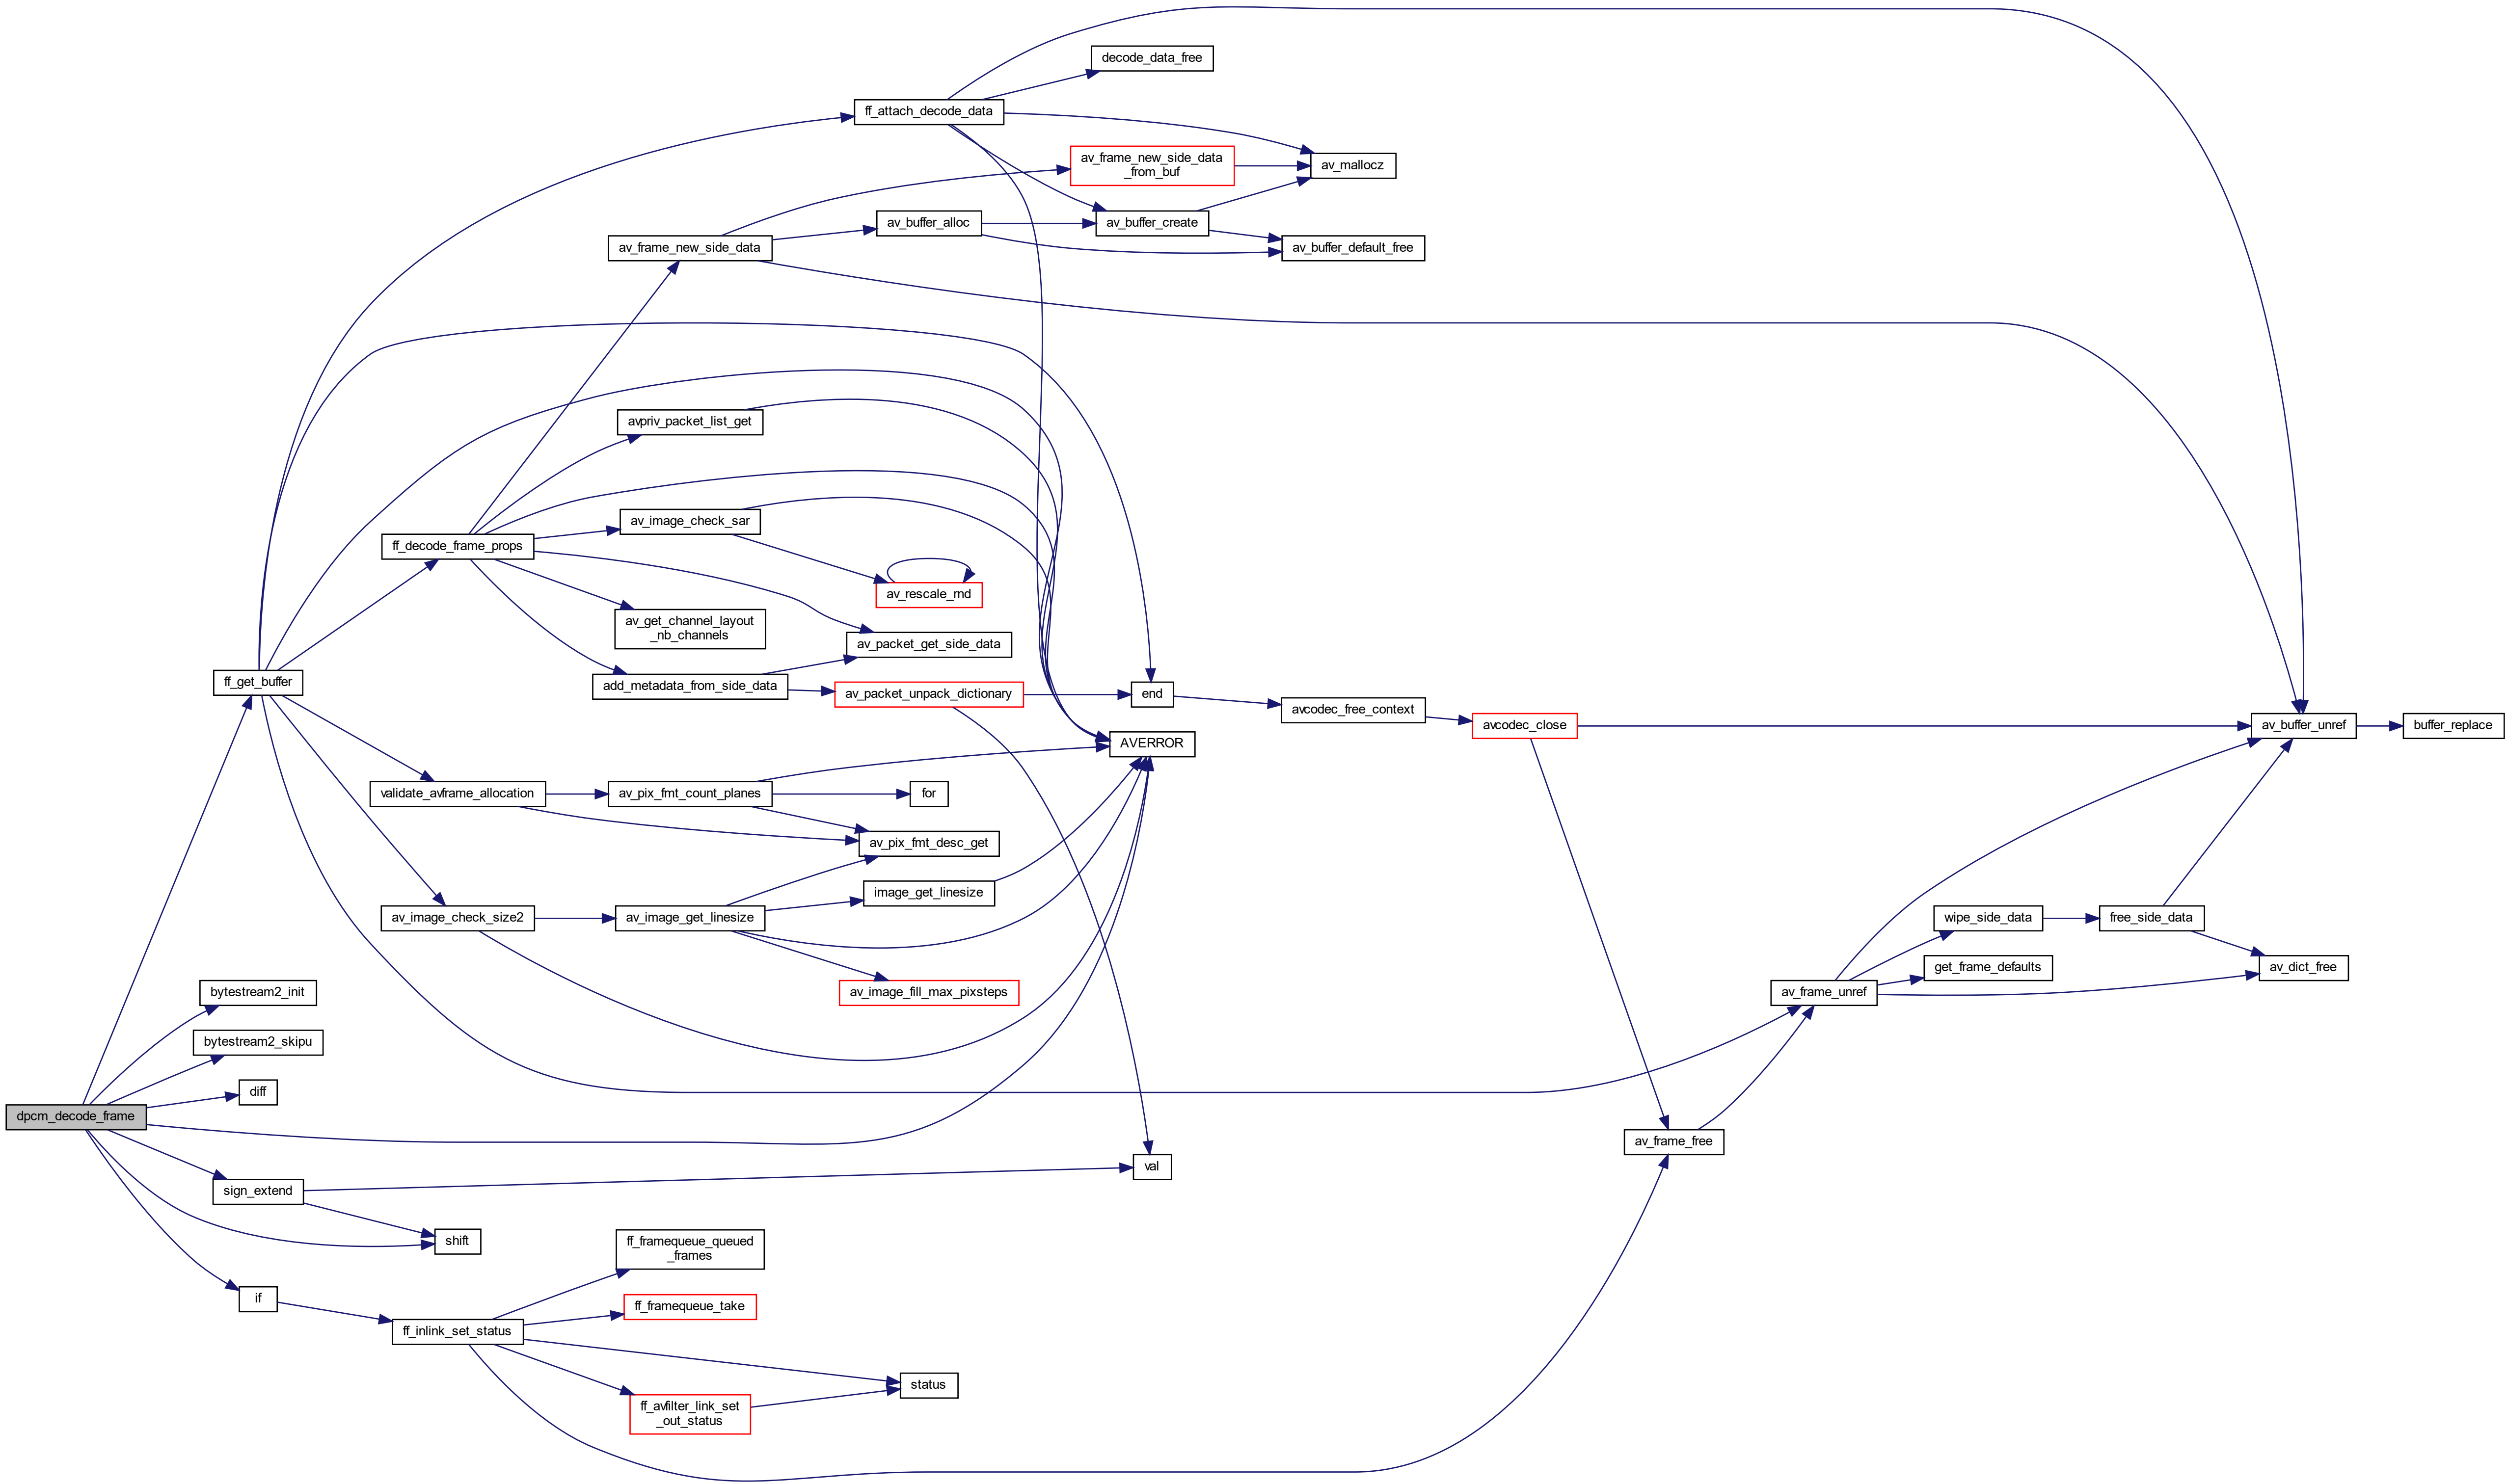 decode_data_free
ff_attach_decode_data
av_frame_new_side_data
_from_buf
av_mallocz
av_buffer_alloc
av_buffer_create
av_frame_new_side_data
av_buffer_default_free
avpriv_packet_list_get
av_image_check_sar
ff_decode_frame_props
av_rescale_rnd
av_get_channel_layout
_nb_channels
av_packet_get_side_data
ff_get_buffer
add_metadata_from_side_data
av_packet_unpack_dictionary
end
avcodec_free_context
avcodec_close
av_buffer_unref
buffer_replace
AVERROR
validate_avframe_allocation
av_pix_fmt_count_planes
for
av_pix_fmt_desc_get
image_get_linesize
av_image_check_size2
av_image_get_linesize
wipe_side_data
free_side_data
get_frame_defaults
av_dict_free
bytestream2_init
av_image_fill_max_pixsteps
av_frame_unref
bytestream2_skipu
diff
dpcm_decode_frame
av_frame_free
val
sign_extend
shift
ff_framequeue_queued
_frames
if
ff_framequeue_take
ff_inlink_set_status
status
ff_avfilter_link_set
_out_status